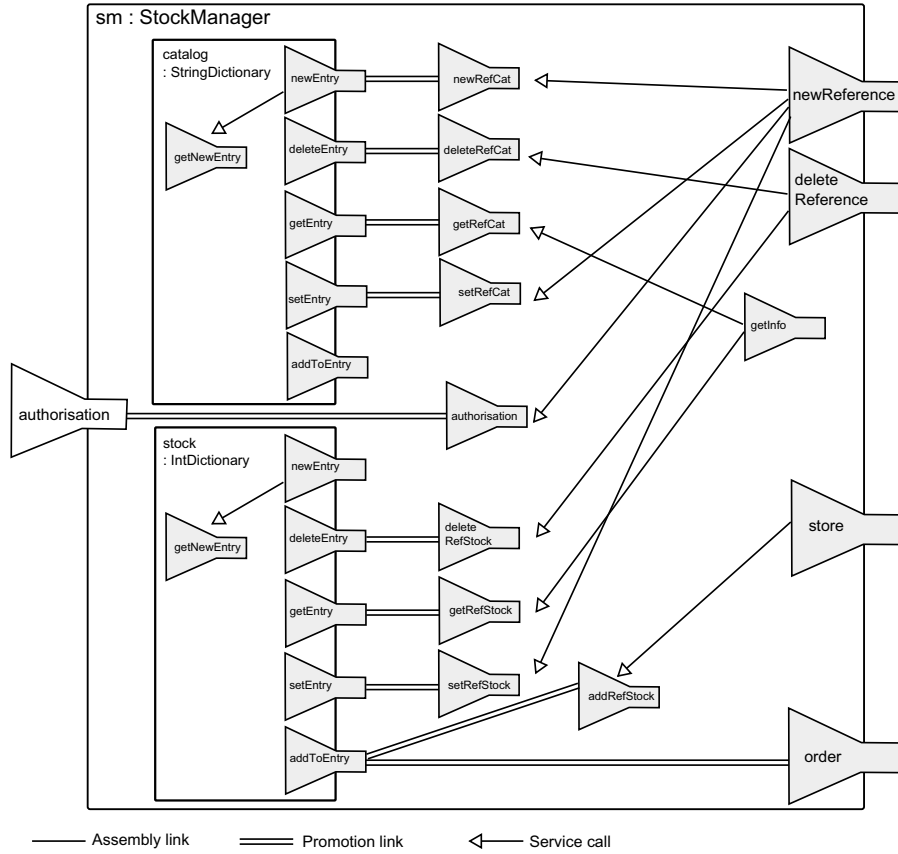 sm : StockManager
catalog
: StringDictionary
newEntry
newRefCat
newReference
getNewEntry
deleteEntry
deleteRefCat
delete
Reference
getEntry
getRefCat
setEntry
setRefCat
getInfo
addToEntry
authorisation
authorisation
stock
: IntDictionary
newEntry
getNewEntry
deleteEntry
delete
RefStock
store
getEntry
getRefStock
setEntry
setRefStock
addRefStock
addToEntry
order
Assembly link
Promotion link
Service call